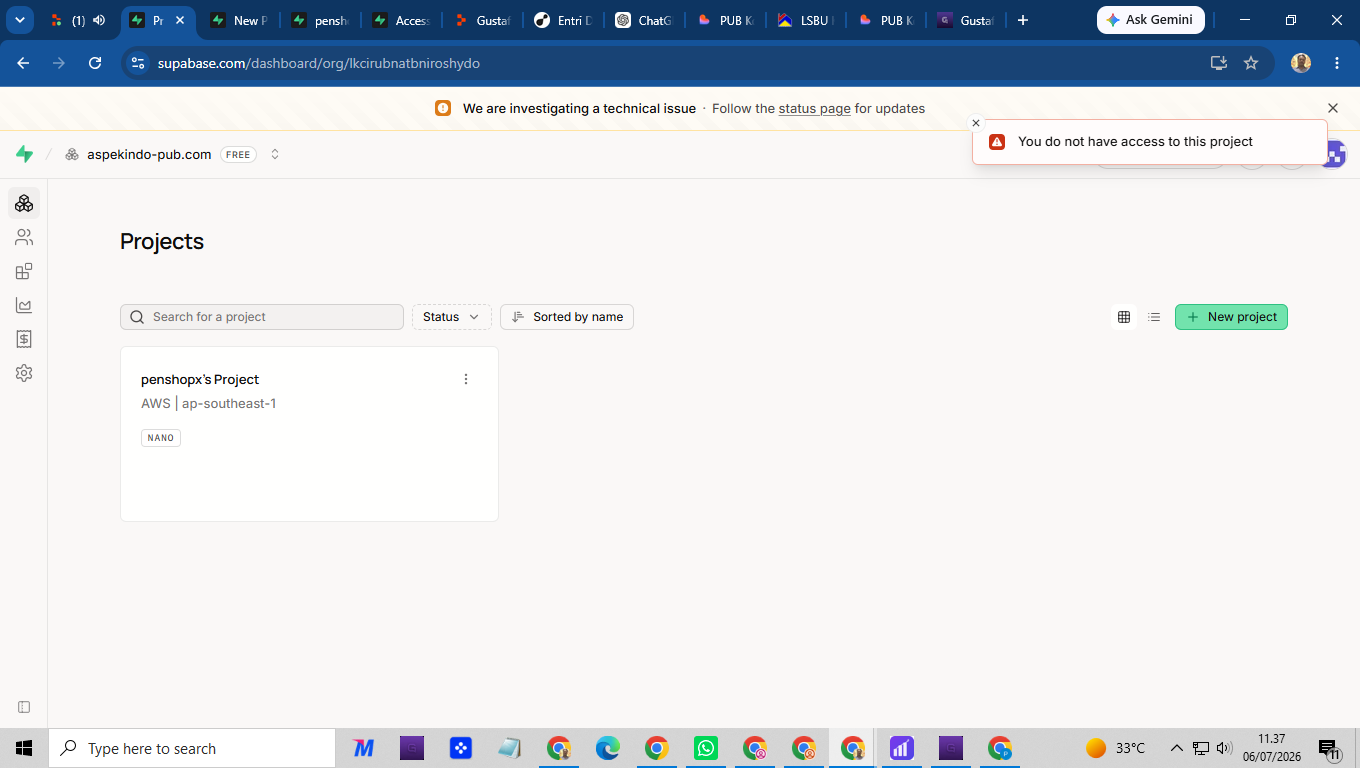 (1)
Pr
New P
pensh
Access
Gustaf
Entri D
ChatG
PUB K
LSBU
PUB K
Gustaf
Ask Gemini
supabase.com/dashboard/org/lkcirubnatbniroshydo
We are investigating a technical issue · Follow the status page for updates
You do not have access to this project
aspekindo-pub.com FREE
Projects
Search for a project
Status
Sorted by name
New project
penshopx's Project
AWS | ap-southeast-1
NANO
Type here to search
33°C
11.37
06/07/2026
11